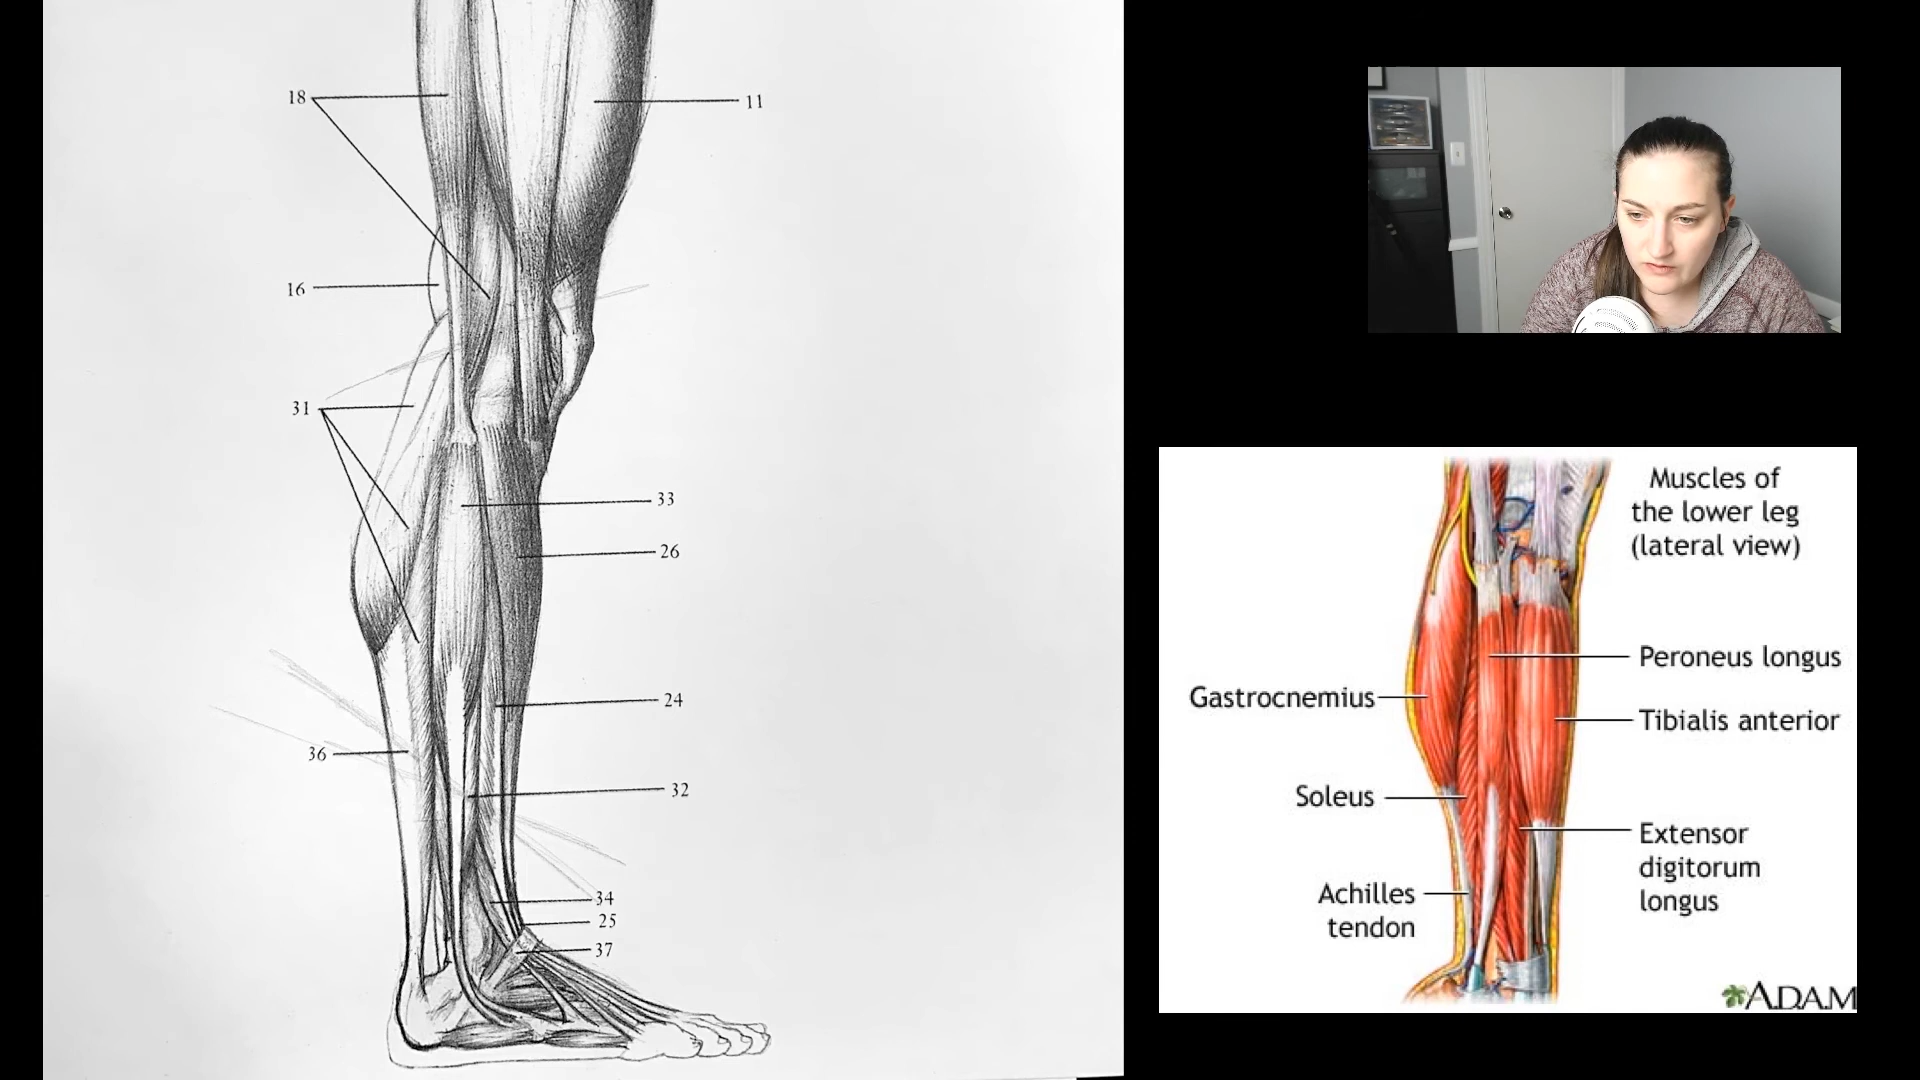 18
11
16
31
33
26
24
36
32
34
25
37
Muscles of
the lower leg
(lateral view)
Peroneus longus
Gastrocnemius
Tibialis anterior
Soleus
Extensor
digitorum
longus
Achilles
tendon
ADAM